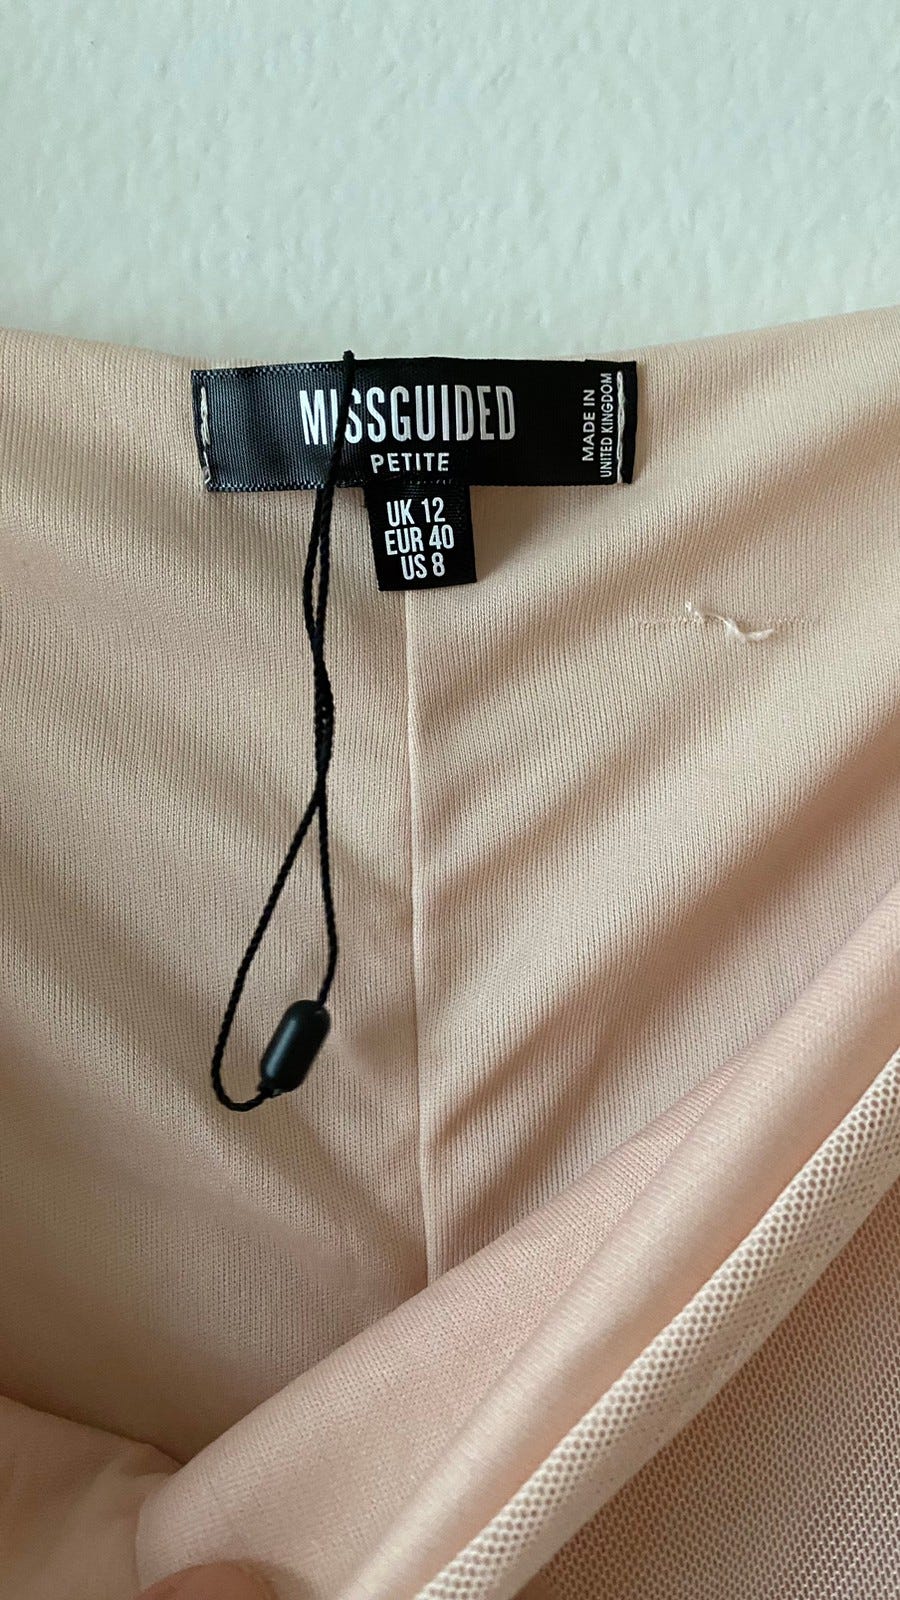 MISSGUIDED
PETITE
MADE IN
UNITED KINGDOM
UK 12
EUR 40
US 8